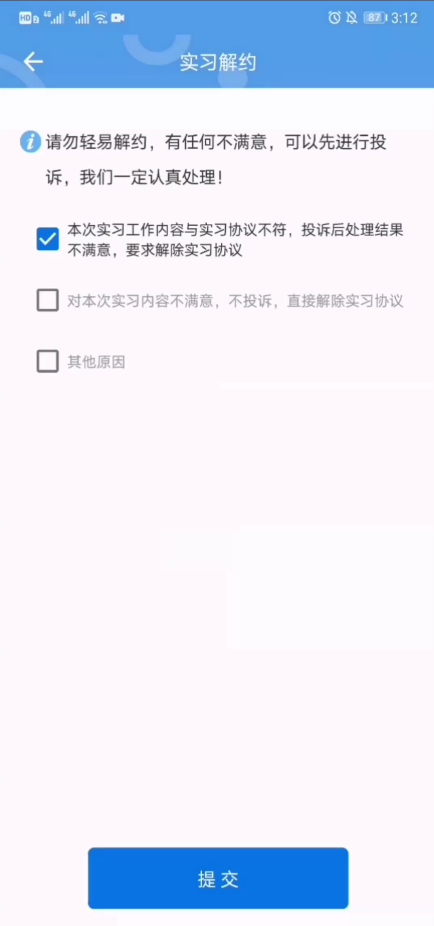 HD 4G 4G 87 3:12
实习解约
请勿轻易解约，有任何不满意，可以先进行投
诉，我们一定认真处理！
本次实习工作内容与实习协议不符，投诉后处理结果
不满意，要求解除实习协议
对本次实习内容不满意，不投诉，直接解除实习协议
其他原因
提 交